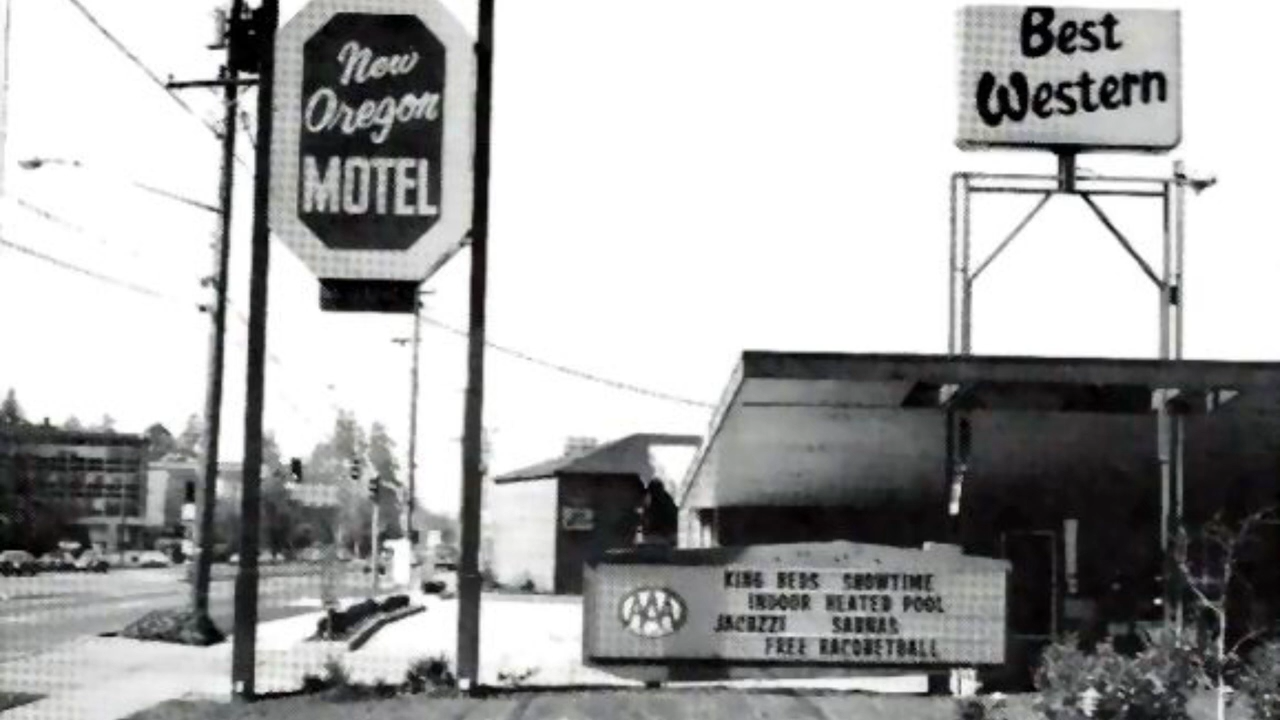 New
Oregon
MOTEL
Best
Western
AAA
KING BEDS SHOWTIME
INDOOR HEATED POOL
JACUZZI SAUNAS
FREE RACQUETBALL